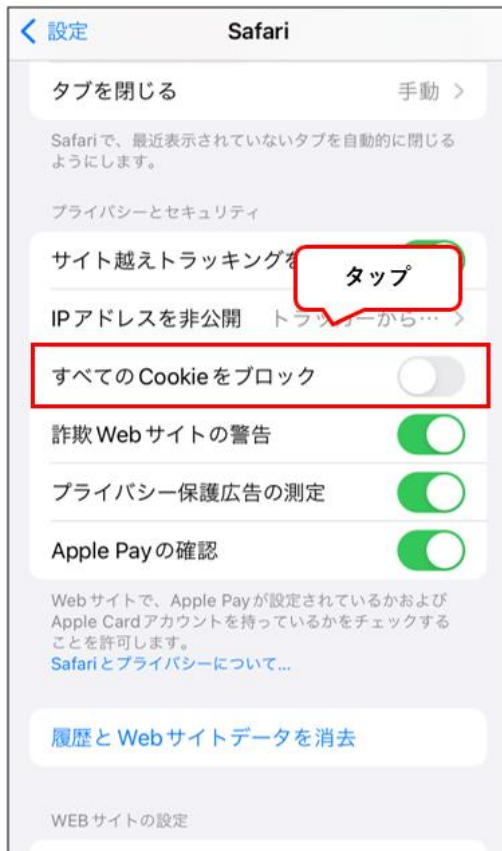 設定
Safari
タブを閉じる 手動
Safariで、最近表示されていないタブを自動的に閉じる
ようにします。
プライバシーとセキュリティ
サイト越えトラッキングを
タップ
IPアドレスを非公開 トラッカーから…
すべてのCookieをブロック
詐欺Webサイトの警告
プライバシー保護広告の測定
Apple Payの確認
Webサイトで、Apple Payが設定されているかおよび
Apple Cardアカウントを持っているかをチェックする
ことを許可します。
Safariとプライバシーについて...
履歴とWebサイトデータを消去
WEBサイトの設定